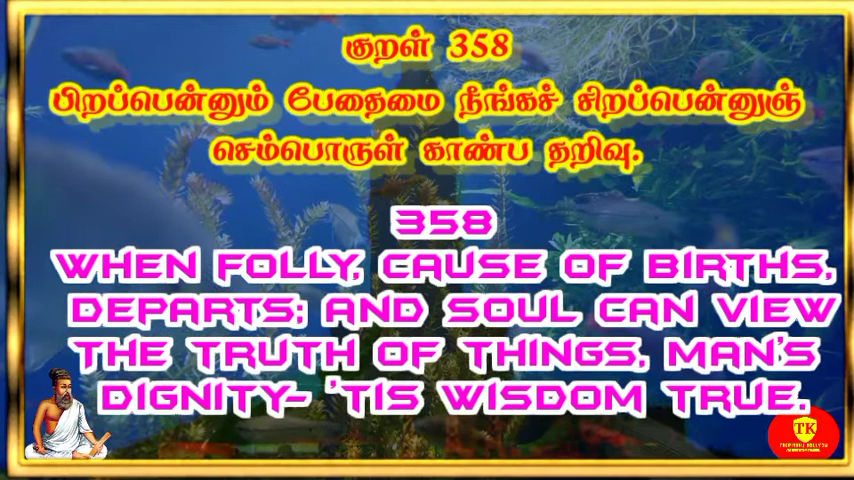 குறள் 358
பிறப்பென்னும் பேதைமை நீங்கச் சிறப்பென்னுஞ்
செம்பொருள் காண்ப தறிவு.
358
WHEN FOLLY, CAUSE OF BIRTHS,
DEPARTS; AND SOUL CAN VIEW
THE TRUTH OF THINGS, MAN'S
DIGNITY- 'TIS WISDOM TRUE.
TK